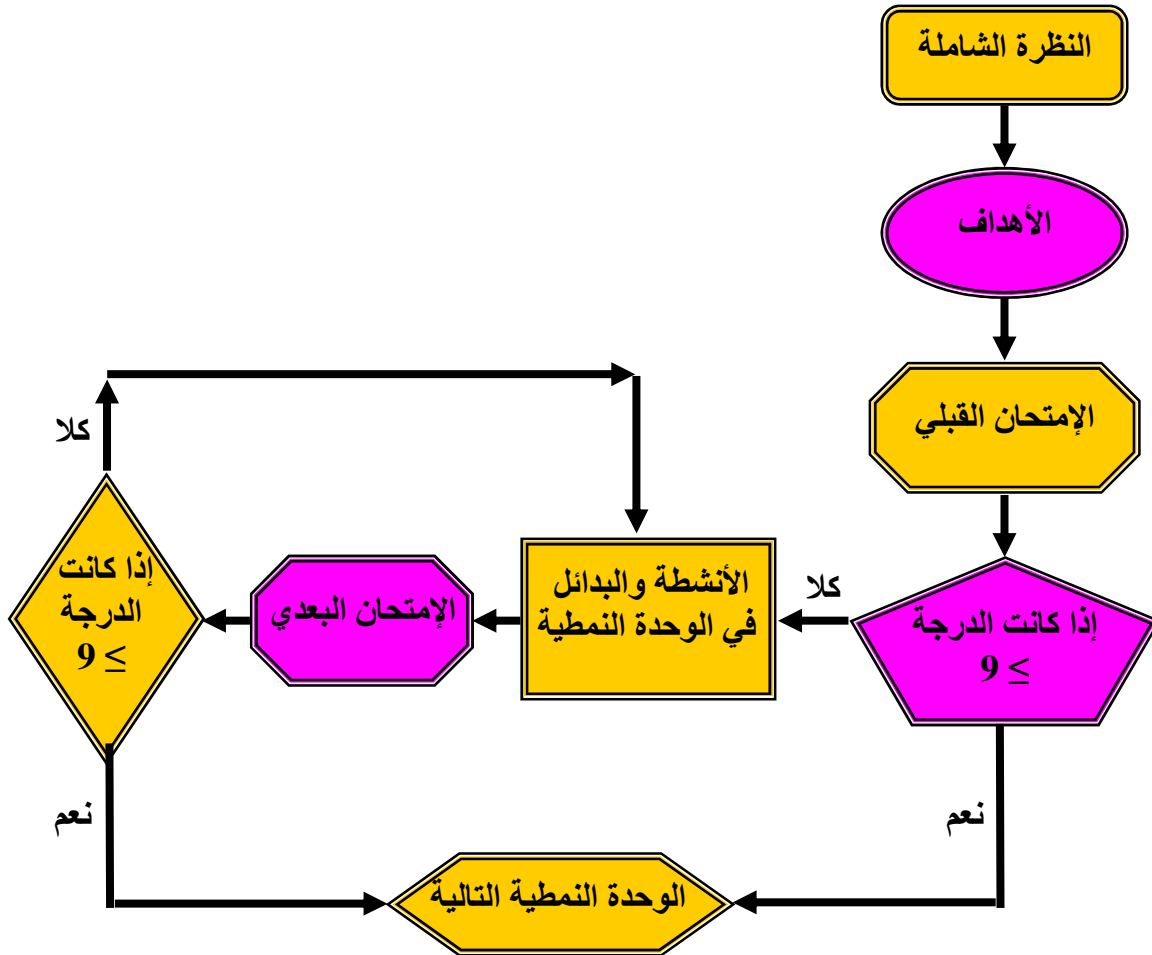 النظرة الشاملة
الأهداف
الإمتحان القبلي
إذا كانت الدرجة
9 ≤
كلا
نعم
الأنشطة والبدائل
في الوحدة النمطية
الإمتحان البعدي
إذا كانت
الدرجة
9 ≤
كلا
نعم
الوحدة النمطية التالية